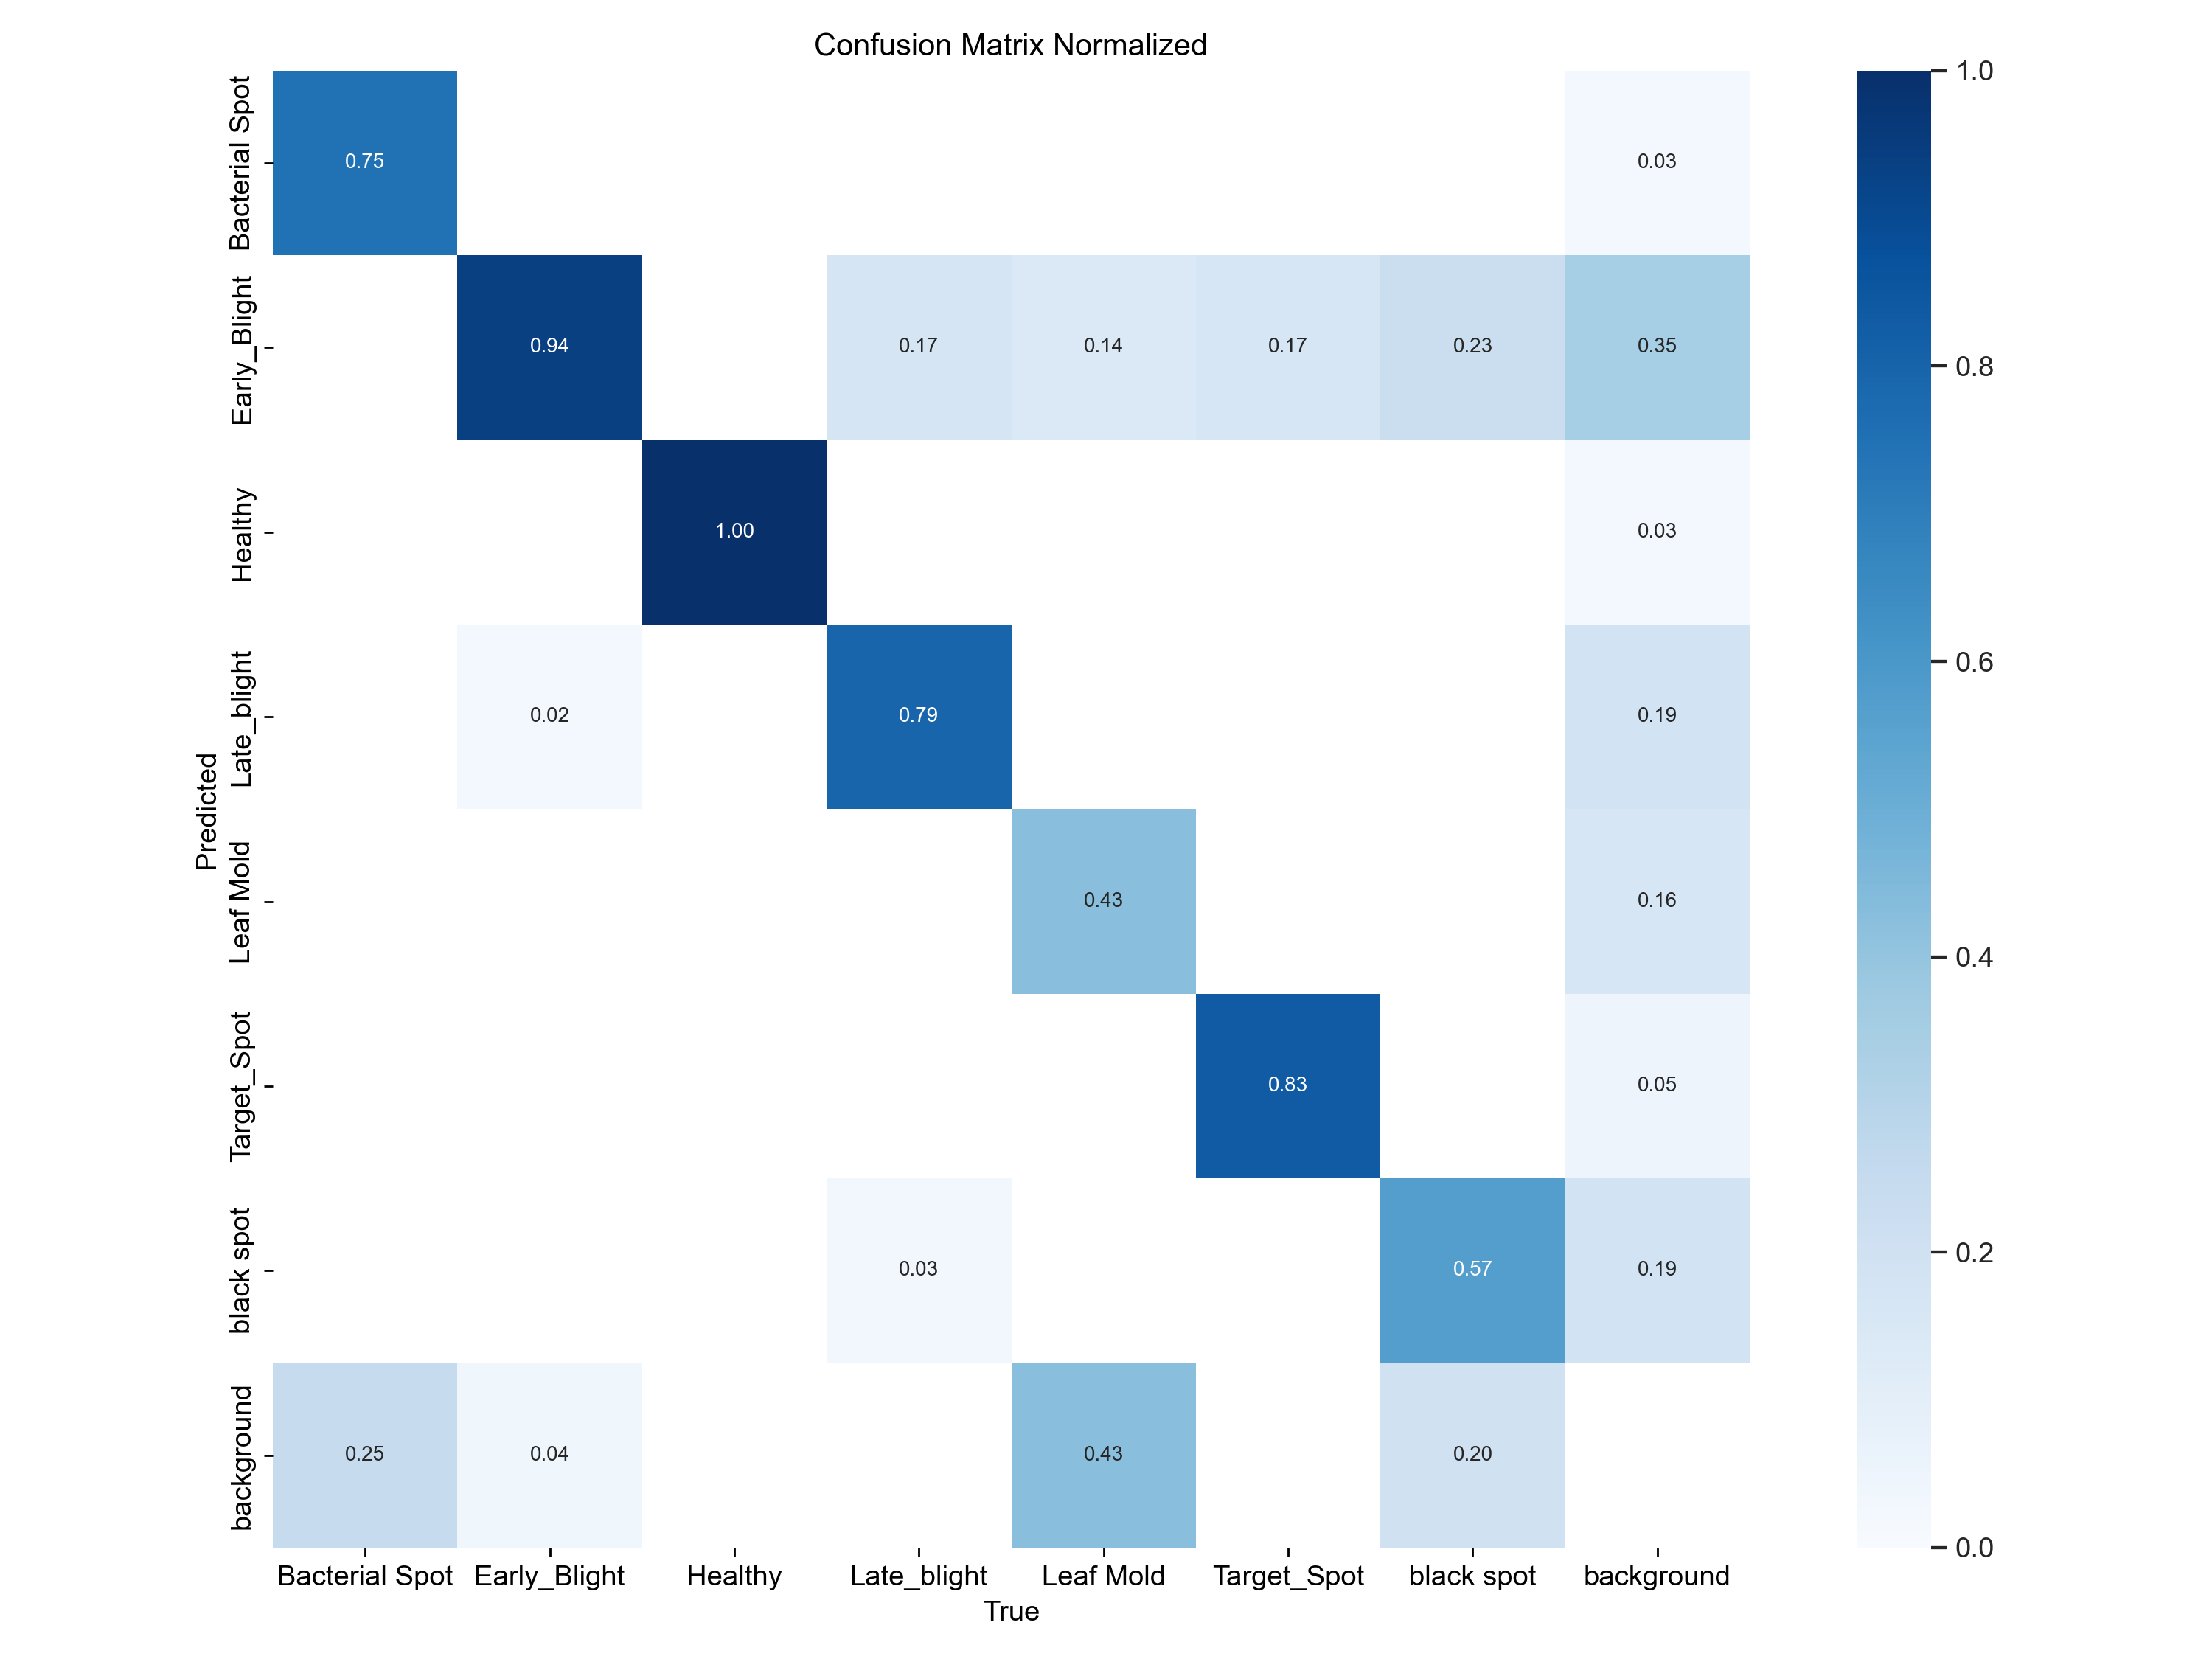 Confusion Matrix Normalized
Predicted
Bacterial Spot
0.75
0.03
Early_Blight
0.94
0.17
0.14
0.17
0.23
0.35
Healthy
1.00
0.03
Late_blight
0.02
0.79
0.19
Leaf Mold
0.43
0.16
Target_Spot
0.83
0.05
black spot
0.03
0.57
0.19
background
0.25
0.04
0.43
0.20
Bacterial Spot
Early_Blight
Healthy
Late_blight
Leaf Mold
Target_Spot
black spot
background
True
1.0
0.8
0.6
0.4
0.2
0.0